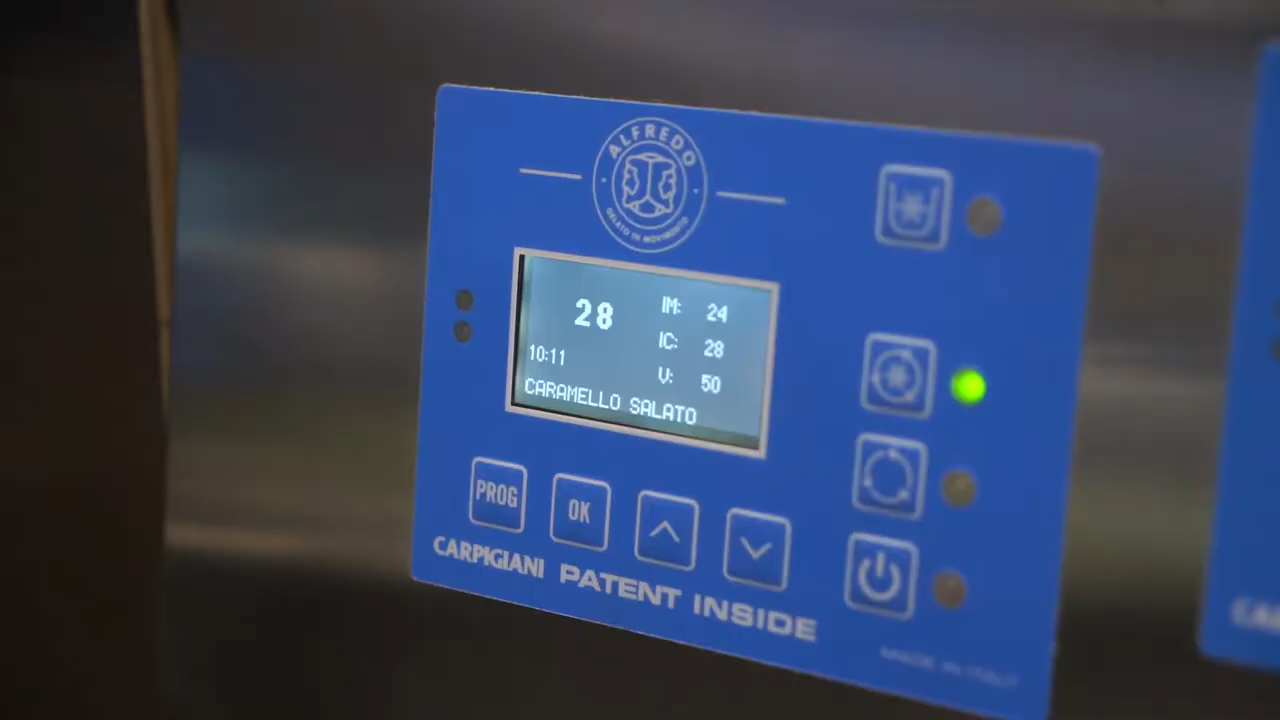 ALFREDO
GELATO IN MOVIMENTO
28
IM: 24
IC: 28
10:11
V: 50
CARAMELLO SALATO
PROG
OK
CARPIGIANI PATENT INSIDE
MADE IN ITALY